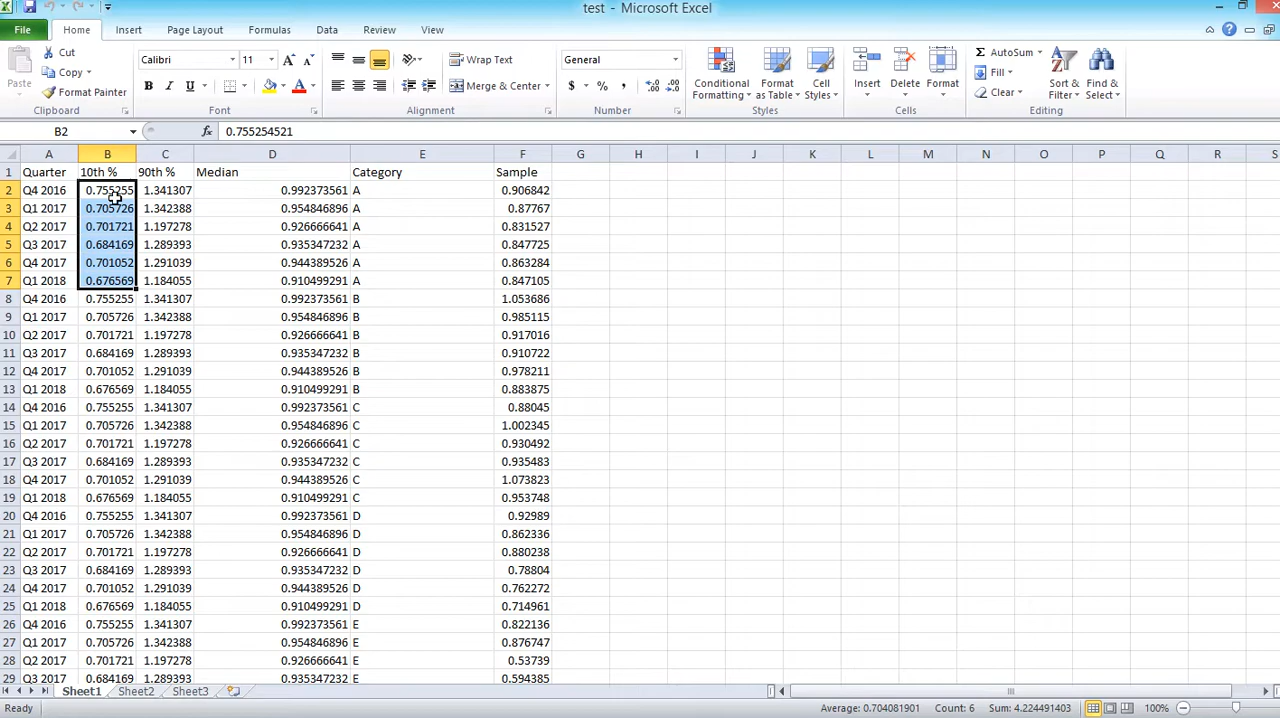 test - Microsoft Excel
File Home Insert Page Layout Formulas Data Review View
Cut
Copy
Format Painter
Paste
Clipboard
Calibri 11
B I U
Font
Wrap Text
Merge & Center
Alignment
General
$ % ,
Number
Conditional Formatting
Format as Table
Cell Styles
Styles
Insert Delete Format
Cells
AutoSum
Fill
Clear
Sort & Filter
Find & Select
Editing
B2 fx 0.755254521
A B C D E F G H I J K L M N O P Q R S
1 Quarter 10th % 90th % Median Category Sample
2 Q4 2016 0.755255 1.341307 0.992373561 A 0.906842
3 Q1 2017 0.705726 1.342388 0.954846896 A 0.87767
4 Q2 2017 0.701721 1.197278 0.926666641 A 0.831527
5 Q3 2017 0.684169 1.289393 0.935347232 A 0.847725
6 Q4 2017 0.701052 1.291039 0.944389526 A 0.863284
7 Q1 2018 0.676569 1.184055 0.910499291 A 0.847105
8 Q4 2016 0.755255 1.341307 0.992373561 B 1.053686
9 Q1 2017 0.705726 1.342388 0.954846896 B 0.985115
10 Q2 2017 0.701721 1.197278 0.926666641 B 0.917016
11 Q3 2017 0.684169 1.289393 0.935347232 B 0.910722
12 Q4 2017 0.701052 1.291039 0.944389526 B 0.978211
13 Q1 2018 0.676569 1.184055 0.910499291 B 0.883875
14 Q4 2016 0.755255 1.341307 0.992373561 C 0.88045
15 Q1 2017 0.705726 1.342388 0.954846896 C 1.002345
16 Q2 2017 0.701721 1.197278 0.926666641 C 0.930492
17 Q3 2017 0.684169 1.289393 0.935347232 C 0.935483
18 Q4 2017 0.701052 1.291039 0.944389526 C 1.073823
19 Q1 2018 0.676569 1.184055 0.910499291 C 0.953748
20 Q4 2016 0.755255 1.341307 0.992373561 D 0.92989
21 Q1 2017 0.705726 1.342388 0.954846896 D 0.862336
22 Q2 2017 0.701721 1.197278 0.926666641 D 0.880238
23 Q3 2017 0.684169 1.289393 0.935347232 D 0.78804
24 Q4 2017 0.701052 1.291039 0.944389526 D 0.762272
25 Q1 2018 0.676569 1.184055 0.910499291 D 0.714961
26 Q4 2016 0.755255 1.341307 0.992373561 E 0.822136
27 Q1 2017 0.705726 1.342388 0.954846896 E 0.876747
28 Q2 2017 0.701721 1.197278 0.926666641 E 0.53739
29 Q3 2017 0.684169 1.289393 0.935347232 E 0.594385
Sheet1 Sheet2 Sheet3
Ready Average: 0.704081901 Count: 6 Sum: 4.224491403 100%